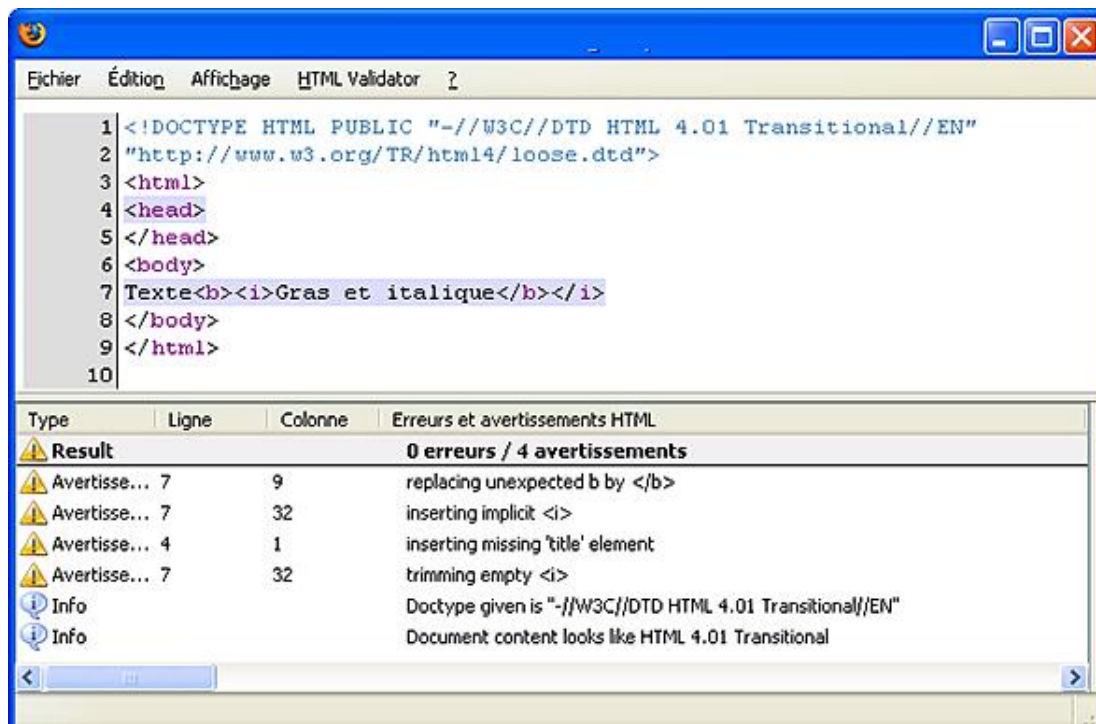 Fichier Édition Affichage HTML Validator ?
1 <!DOCTYPE HTML PUBLIC "-//W3C//DTD HTML 4.01 Transitional//EN"
2 "http://www.w3.org/TR/html4/loose.dtd">
3 <html>
4 <head>
5 </head>
6 <body>
7 Texte<b><i>Gras et italique</b></i>
8 </body>
9 </html>
10
Type Ligne Colonne Erreurs et avertissements HTML
Result 0 erreurs / 4 avertissements
Avertisse... 7 9 replacing unexpected b by </b>
Avertisse... 7 32 inserting implicit <i>
Avertisse... 4 1 inserting missing 'title' element
Avertisse... 7 32 trimming empty <i>
Info Doctype given is "-//W3C//DTD HTML 4.01 Transitional//EN"
Info Document content looks like HTML 4.01 Transitional